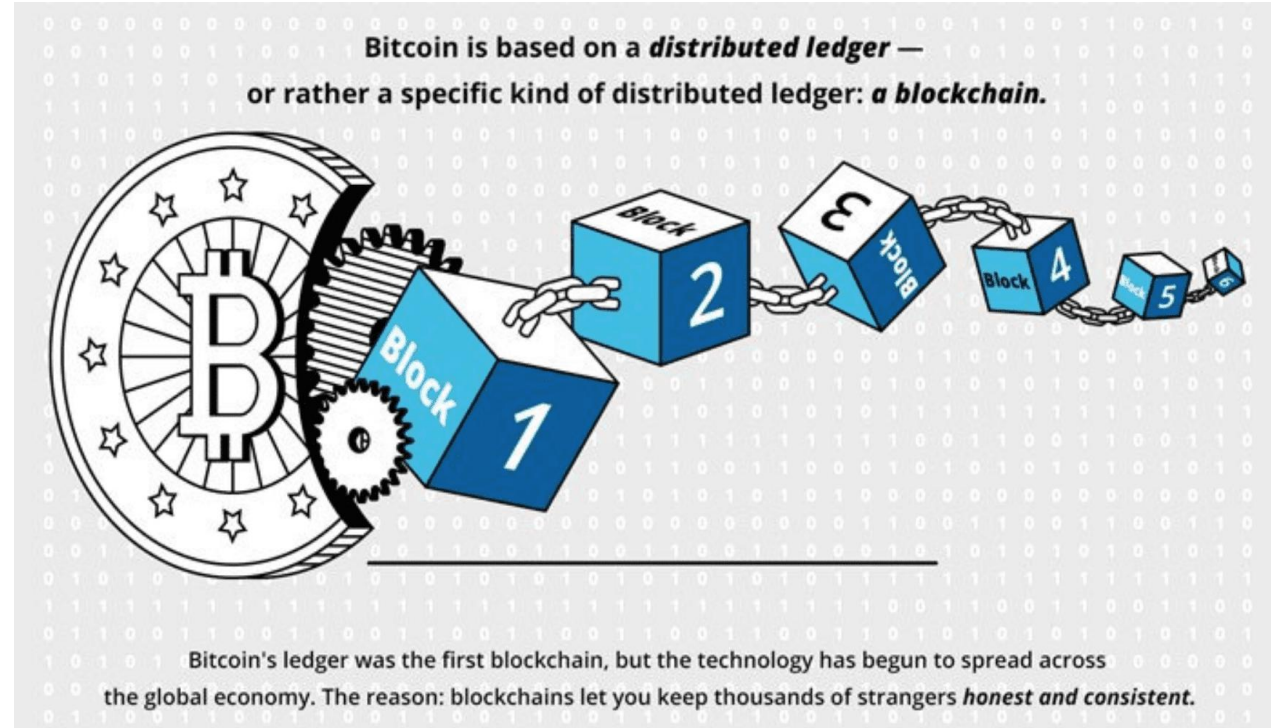 Bitcoin is based on a distributed ledger —
or rather a specific kind of distributed ledger: a blockchain.
Block
1
Block
2
3
Block
Block
4
Block
5
6
Bitcoin's ledger was the first blockchain, but the technology has begun to spread across
the global economy. The reason: blockchains let you keep thousands of strangers honest and consistent.